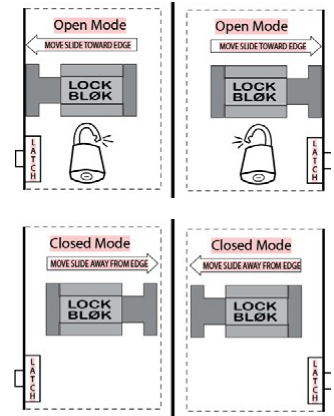 Open Mode
MOVE SLIDE TOWARD EDGE
LOCK
BLØK
LATCH
Open Mode
MOVE SLIDE TOWARD EDGE
LOCK
BLØK
LATCH
Closed Mode
MOVE SLIDE AWAY FROM EDGE
LOCK
BLØK
LATCH
Closed Mode
MOVE SLIDE AWAY FROM EDGE
LOCK
BLØK
LATCH